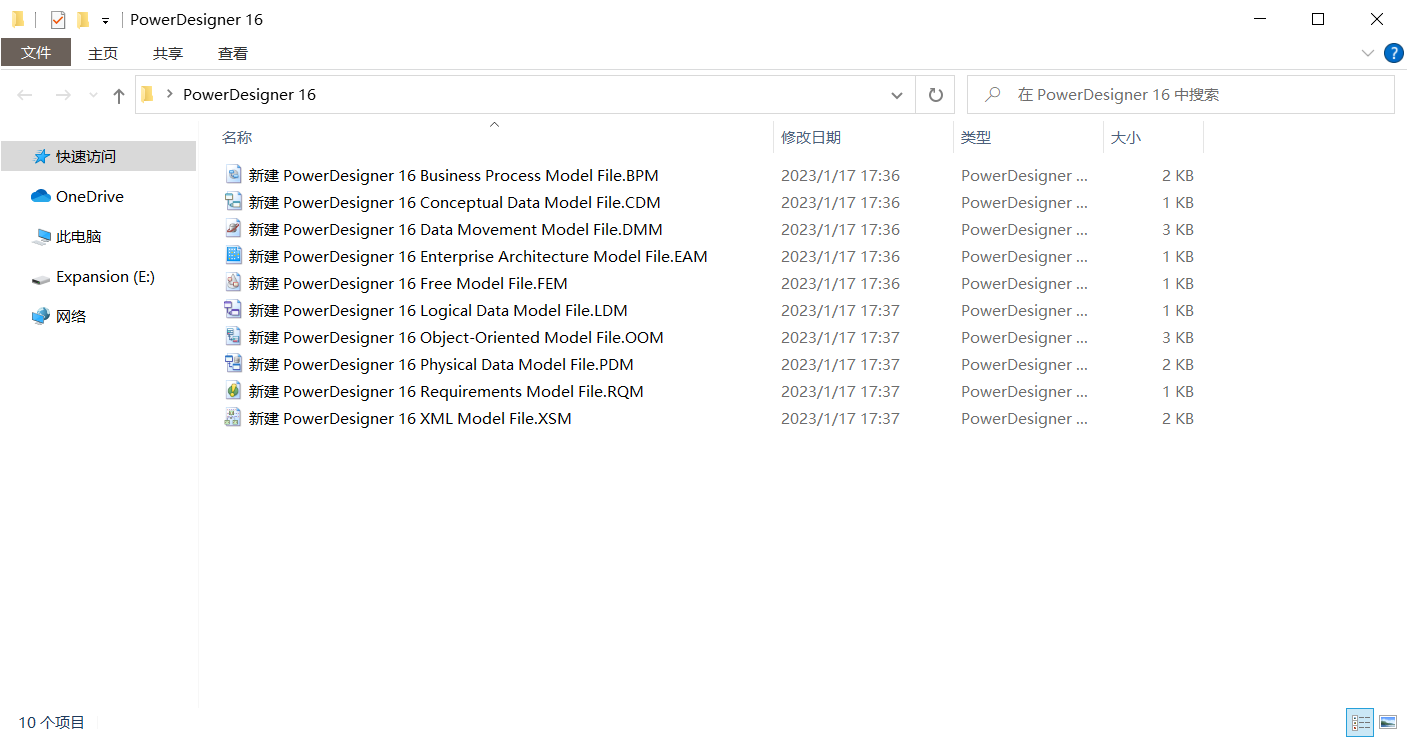 PowerDesigner 16
文件 主页 共享 查看 ?
PowerDesigner 16 在 PowerDesigner 16 中搜索
名称 修改日期 类型 大小
快速访问
OneDrive
此电脑
Expansion (E:)
网络
新建 PowerDesigner 16 Business Process Model File.BPM 2023/1/17 17:36 PowerDesigner ... 2 KB
新建 PowerDesigner 16 Conceptual Data Model File.CDM 2023/1/17 17:36 PowerDesigner ... 1 KB
新建 PowerDesigner 16 Data Movement Model File.DMM 2023/1/17 17:36 PowerDesigner ... 3 KB
新建 PowerDesigner 16 Enterprise Architecture Model File.EAM 2023/1/17 17:36 PowerDesigner ... 1 KB
新建 PowerDesigner 16 Free Model File.FEM 2023/1/17 17:36 PowerDesigner ... 1 KB
新建 PowerDesigner 16 Logical Data Model File.LDM 2023/1/17 17:37 PowerDesigner ... 1 KB
新建 PowerDesigner 16 Object-Oriented Model File.OOM 2023/1/17 17:37 PowerDesigner ... 3 KB
新建 PowerDesigner 16 Physical Data Model File.PDM 2023/1/17 17:37 PowerDesigner ... 2 KB
新建 PowerDesigner 16 Requirements Model File.RQM 2023/1/17 17:37 PowerDesigner ... 1 KB
新建 PowerDesigner 16 XML Model File.XSM 2023/1/17 17:37 PowerDesigner ... 2 KB
10 个项目